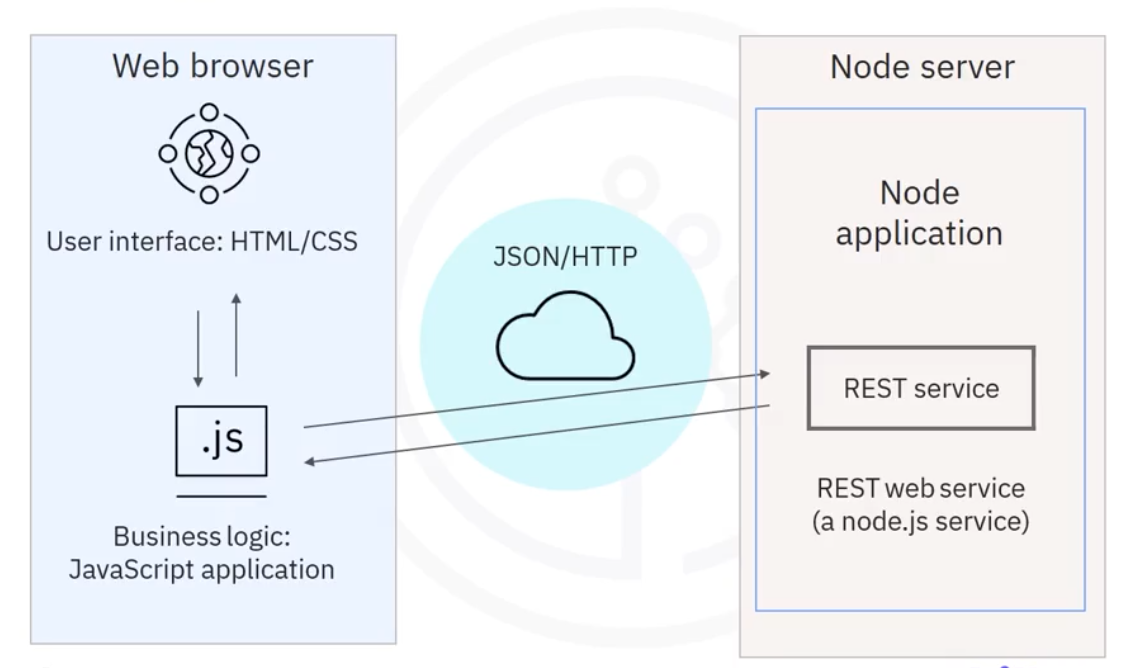 Web browser
User interface: HTML/CSS
.js
Business logic:
JavaScript application
JSON/HTTP
Node server
Node
application
REST service
REST web service
(a node.js service)